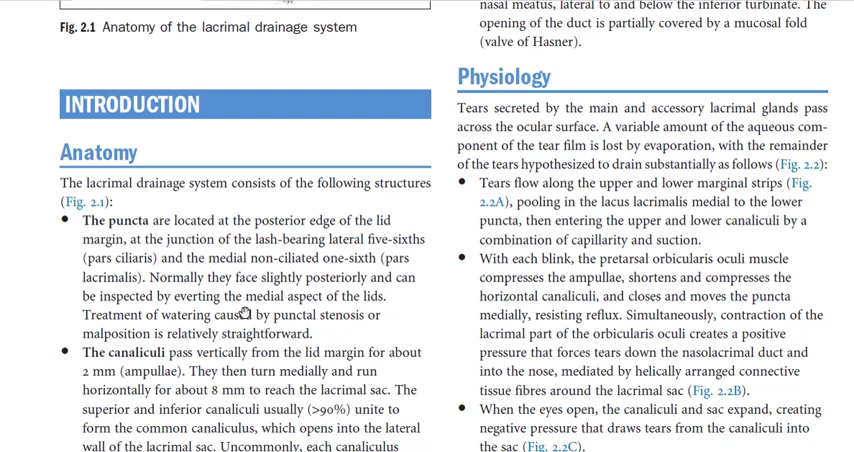 Fig. 2.1 Anatomy of the lacrimal drainage system
INTRODUCTION
Anatomy
The lacrimal drainage system consists of the following structures
(Fig. 2.1):
● The puncta are located at the posterior edge of the lid
margin, at the junction of the lash-bearing lateral five-sixths
(pars ciliaris) and the medial non-ciliated one-sixth (pars
lacrimalis). Normally they face slightly posteriorly and can
be inspected by everting the medial aspect of the lids.
Treatment of watering caused by punctal stenosis or
malposition is relatively straightforward.
● The canaliculi pass vertically from the lid margin for about
2 mm (ampullae). They then turn medially and run
horizontally for about 8 mm to reach the lacrimal sac. The
superior and inferior canaliculi usually (>90%) unite to
form the common canaliculus, which opens into the lateral
wall of the lacrimal sac. Uncommonly, each canaliculus
nasal meatus, lateral to and below the inferior turbinate. The
opening of the duct is partially covered by a mucosal fold
(valve of Hasner).
Physiology
Tears secreted by the main and accessory lacrimal glands pass
across the ocular surface. A variable amount of the aqueous com-
ponent of the tear film is lost by evaporation, with the remainder
of the tears hypothesized to drain substantially as follows (Fig. 2.2):
● Tears flow along the upper and lower marginal strips (Fig.
2.2A), pooling in the lacus lacrimalis medial to the lower
puncta, then entering the upper and lower canaliculi by a
combination of capillarity and suction.
● With each blink, the pretarsal orbicularis oculi muscle
compresses the ampullae, shortens and compresses the
horizontal canaliculi, and closes and moves the puncta
medially, resisting reflux. Simultaneously, contraction of the
lacrimal part of the orbicularis oculi creates a positive
pressure that forces tears down the nasolacrimal duct and
into the nose, mediated by helically arranged connective
tissue fibres around the lacrimal sac (Fig. 2.2B).
● When the eyes open, the canaliculi and sac expand, creating
negative pressure that draws tears from the canaliculi into
the sac (Fig. 2.2C).